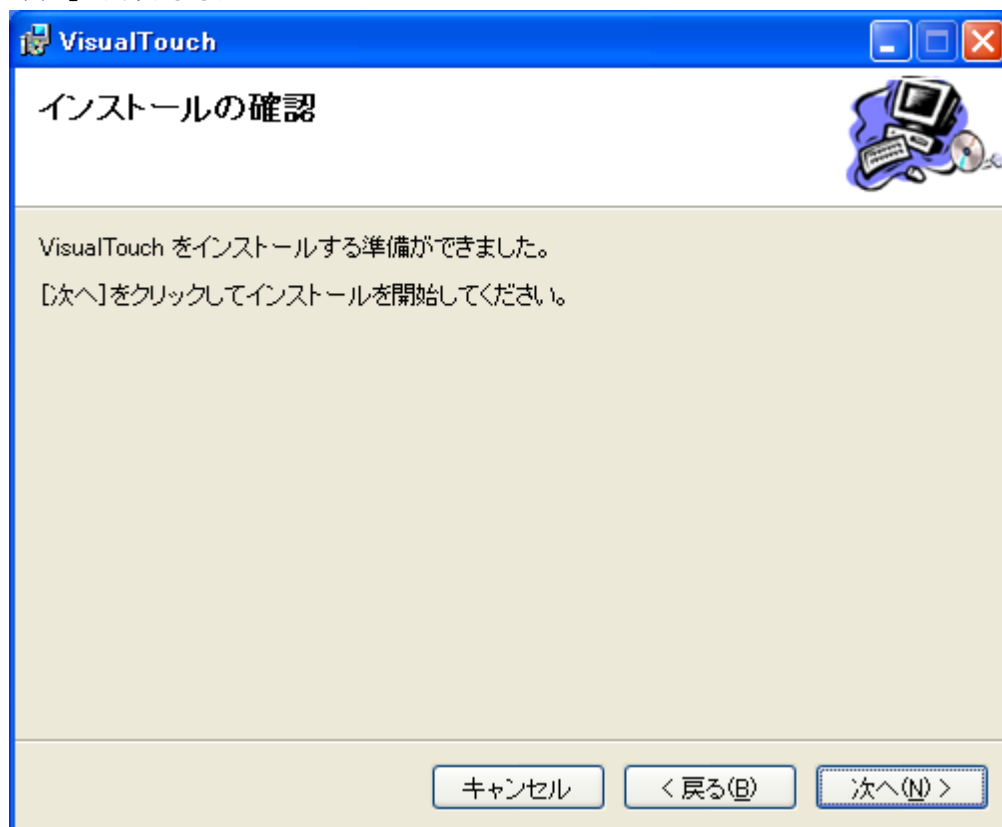 VisualTouch
インストールの確認
VisualTouch をインストールする準備ができました。
[次へ]をクリックしてインストールを開始してください。
キャンセル
< 戻る(B)
次へ(N) >